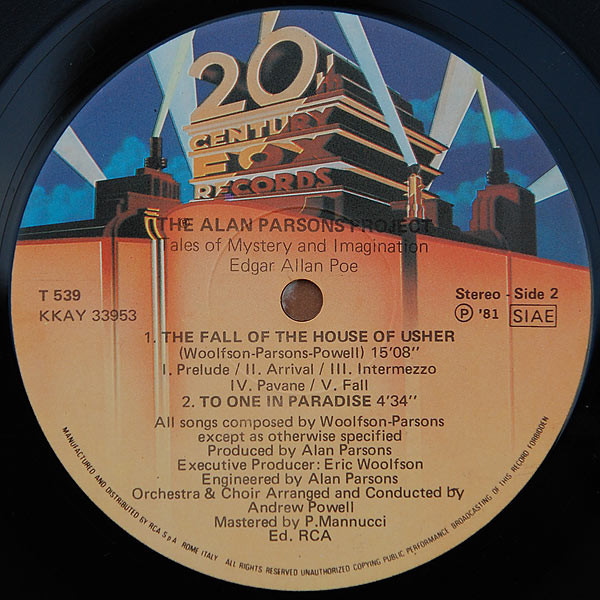 20th
CENTURY
FOX
RECORDS
THE ALAN PARSONS PROJECT
Tales of Mystery and Imagination
Edgar Allan Poe
T 539
KKAY 33953
Stereo - Side 2
Ⓟ '81 SIAE
1. THE FALL OF THE HOUSE OF USHER
(Woolfson-Parsons-Powell) 15'08''
I. Prelude / II. Arrival / III. Intermezzo
IV. Pavane / V. Fall
2. TO ONE IN PARADISE 4'34''
All songs composed by Woolfson-Parsons
except as otherwise specified
Produced by Alan Parsons
Executive Producer: Eric Woolfson
Engineered by Alan Parsons
Orchestra & Choir Arranged and Conducted by
Andrew Powell
Mastered by P.Mannucci
Ed. RCA
MANUFACTURED AND DISTRIBUTED BY RCA S p A ROME ITALY ALL RIGHTS RESERVED UNAUTHORIZED COPYING PUBLIC PERFORMANCE BROADCASTING OF THIS RECORD FORBIDDEN